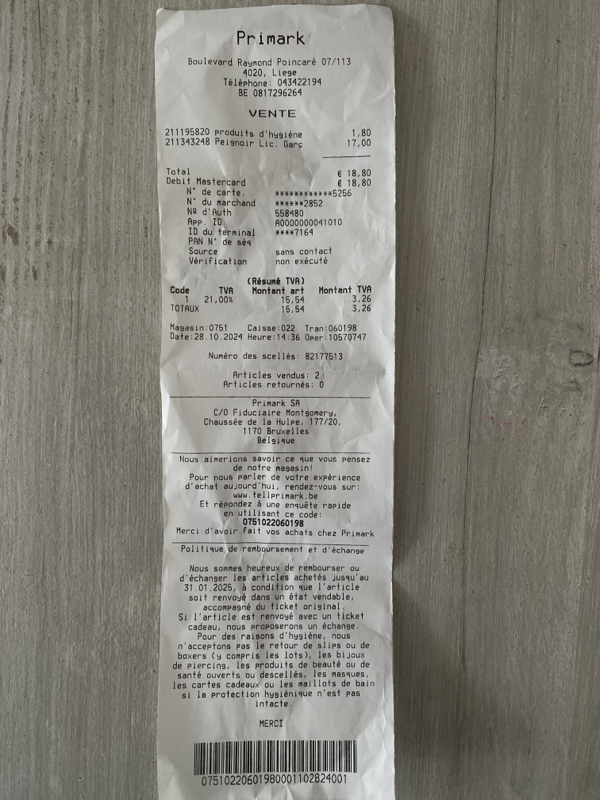 Primark
Boulevard Raymond Poincaré 07/113
4020, Liege
Téléphone: 043422194
BE 0817296264
VENTE
211195820 produits d'hygiène 1,80
211343248 Peignoir Lic. Garç 17,00
Total € 18,80
Debit Mastercard € 18,80
N° de carte. ************5256
N° du marchand ******2852
Nº d'Auth 558480
App. ID A0000000041010
ID du terminal ****7164
PAN N° de séq
Source sans contact
Vérification non exécuté
(Résumé TVA)
Code TVA Montant art Montant TVA
1 21,00% 15,54 3,26
TOTAUX 15,54 3,26
Magasin:0751 Caisse:022 Tran:060198
Date:28.10.2024 Heure:14:36 Oper:10570747
Numéro des scellés: 82177513
Articles vendus: 2
Articles retournés: 0
Primark SA
C/O Fiduciaire Montgomery,
Chaussée de la Hulpe, 177/20,
1170 Bruxelles
Belgique
Nous aimerions savoir ce que vous pensez
de notre magasin!
Pour nous parler de votre expérience
d'achat aujourd'hui, rendez-vous sur:
www.tellprimark.be
Et répondez à une enquête rapide
en utilisant ce code:
0751022060198
Merci d'avoir fait vos achats chez Primark
Politique de remboursement et d'échange
Nous sommes heureux de rembourser ou
d'échanger les articles achetés jusqu'au
31.01.2025, à condition que l'article
soit renvoyé dans un état vendable,
accompagné du ticket original.
Si l'article est renvoyé avec un ticket
cadeau, nous proposerons un échange.
Pour des raisons d'hygiène, nous
n'acceptons pas le retour de slips ou de
boxers (y compris les lots), les bijoux
de piercing, les produits de beauté ou de
santé ouverts ou descellés, les masques,
les cartes cadeaux ou les maillots de bain
si la protection hygiénique n'est pas
intacte.
MERCI
07510220601980001102824001